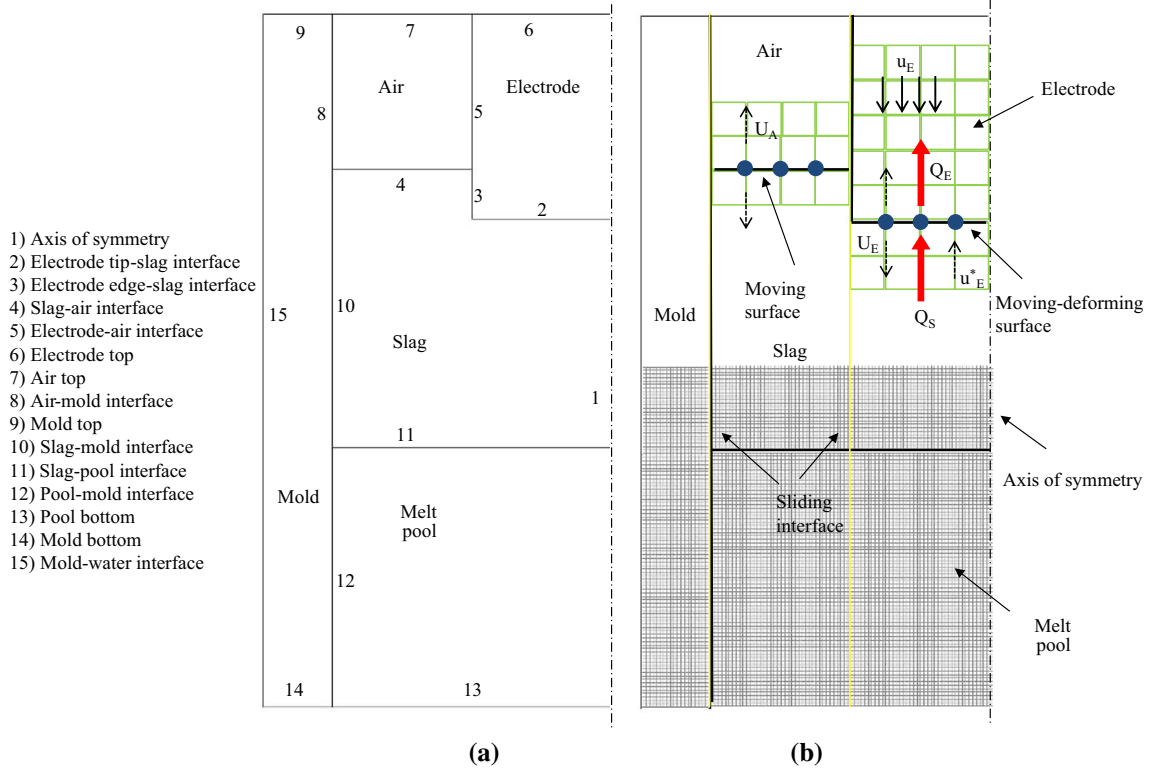 1) Axis of symmetry
2) Electrode tip-slag interface
3) Electrode edge-slag interface
4) Slag-air interface
5) Electrode-air interface
6) Electrode top
7) Air top
8) Air-mold interface
9) Mold top
10) Slag-mold interface
11) Slag-pool interface
12) Pool-mold interface
13) Pool bottom
14) Mold bottom
15) Mold-water interface
9
7
6
Air
Electrode
8
5
4
3
2
15
10
Slag
1
11
Mold
Melt
pool
12
14
13
(a)
Air
u_E
Electrode
U_A
Q_E
U_E
u*_E
Moving
surface
Moving-deforming
surface
Mold
Q_S
Slag
Axis of symmetry
Sliding
interface
Melt
pool
(b)